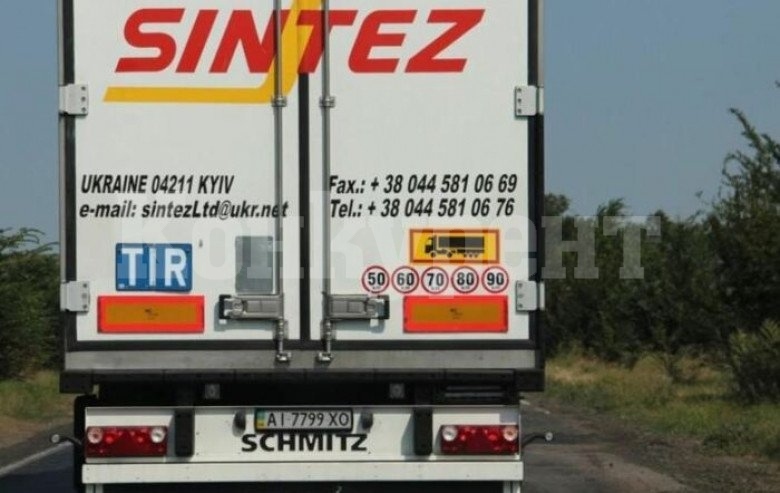 SINTEZ
UKRAINE 04211 KYIV
e-mail: sintezLtd@ukr.net
Fax.: + 38 044 581 06 69
Tel.: + 38 044 581 06 76
TIR
конкурент
50 60 70 80 90
AI 7799 XO
SCHMITZ